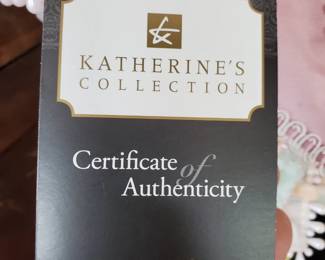 KATHERINE'S
COLLECTION
Certificate of
Authenticity